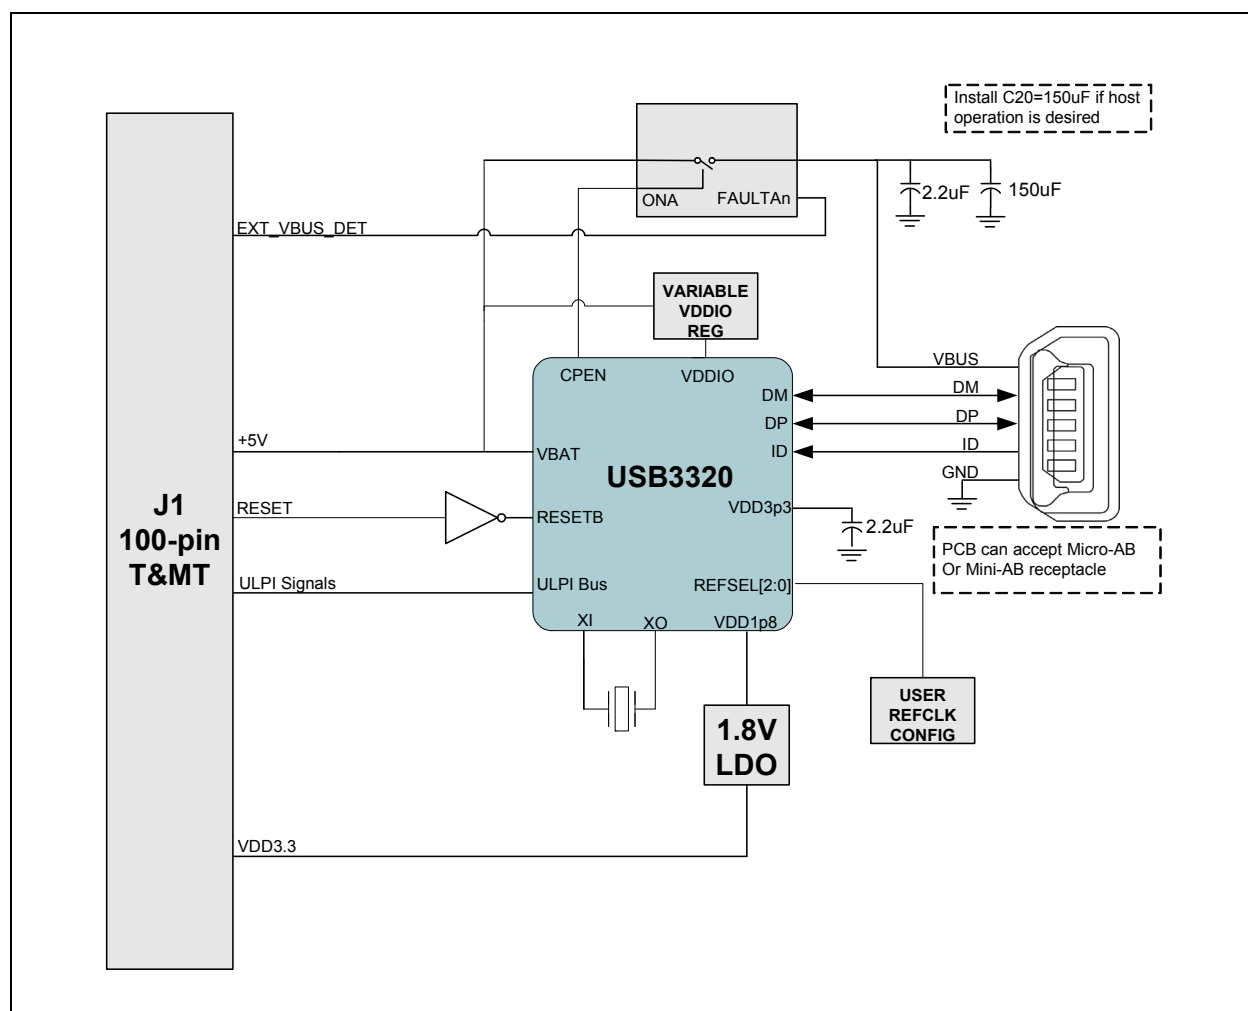 Install C20=150uF if host
operation is desired
2.2uF
150uF
ONA
FAULTAn
EXT_VBUS_DET
VARIABLE
VDDIO
REG
CPEN
VDDIO
VBUS
DM
DM
DP
DP
ID
ID
GND
+5V
VBAT
USB3320
J1
100-pin
T&MT
RESET
RESETB
VDD3p3
2.2uF
PCB can accept Micro-AB
Or Mini-AB receptacle
ULPI Signals
ULPI Bus
REFSEL[2:0]
XI
XO
VDD1p8
USER
REFCLK
CONFIG
1.8V
LDO
VDD3.3